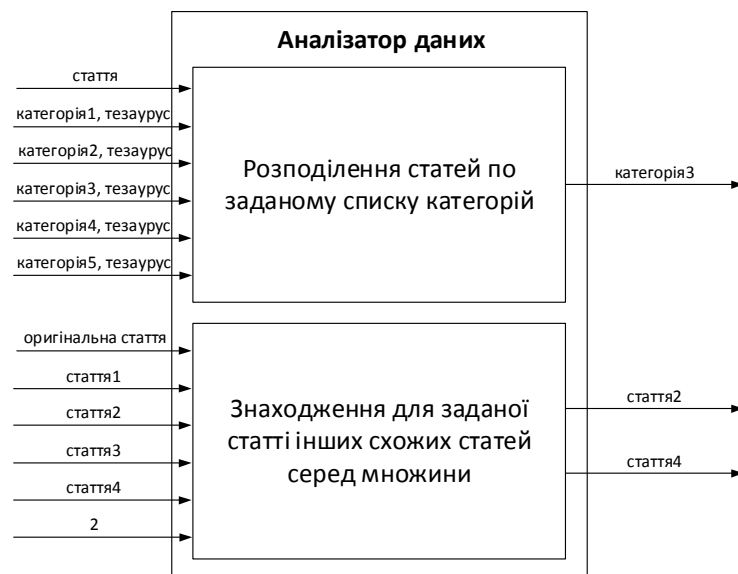 Аналізатор даних
стаття
категорія1, тезаурус
категорія2, тезаурус
категорія3, тезаурус
категорія4, тезаурус
категорія5, тезаурус
Розподілення статей по
заданому списку категорій
категорія3
оригінальна стаття
стаття1
стаття2
стаття3
стаття4
2
Знаходження для заданої
статті інших схожих статей
серед множини
стаття2
стаття4